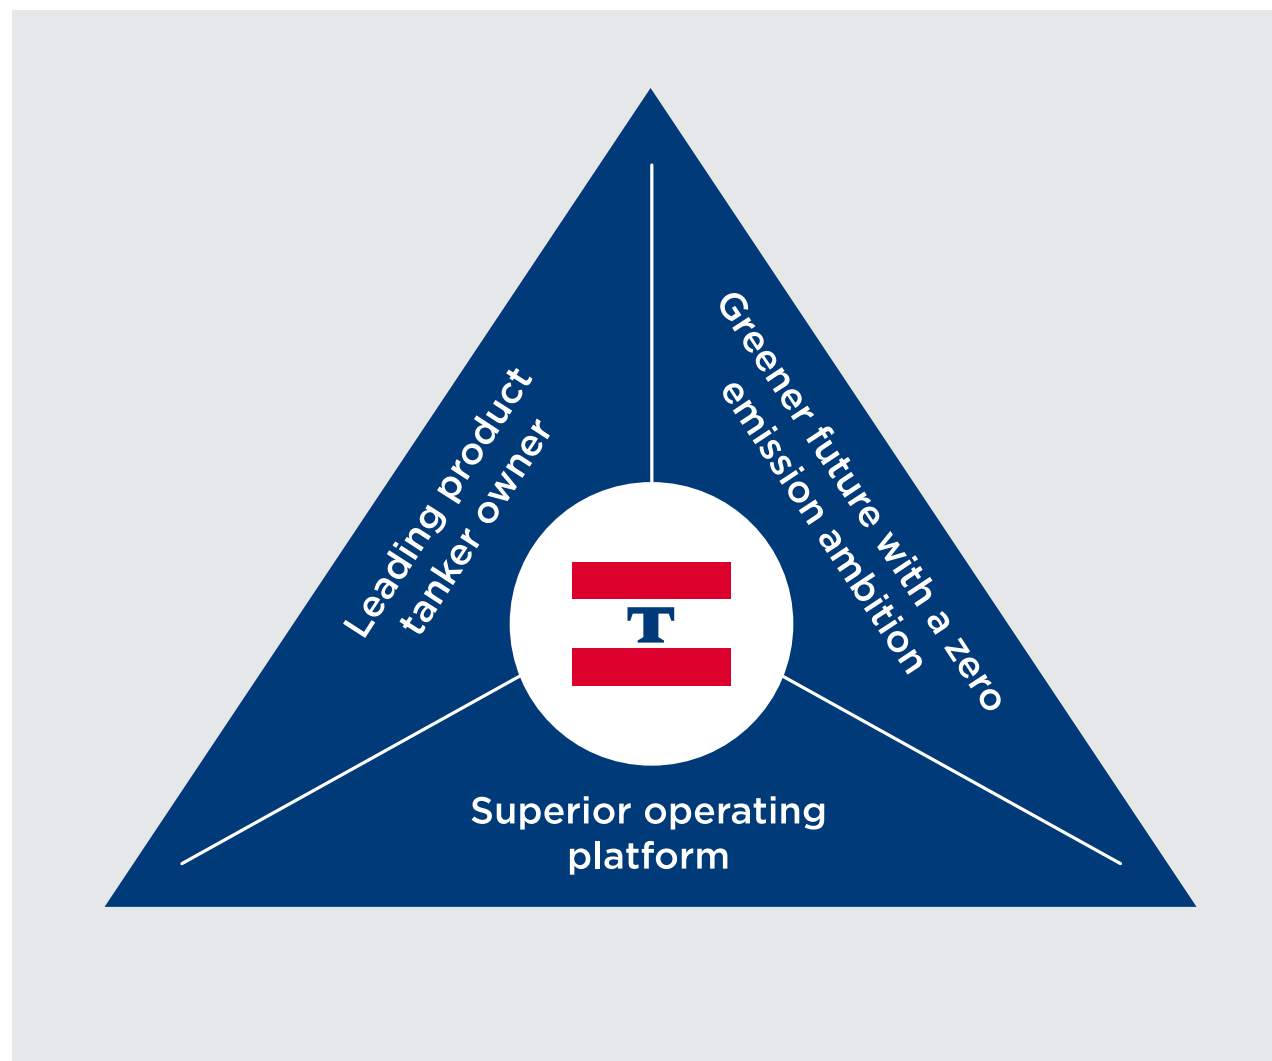 Leading product
tanker owner
Greener future with a zero
emission ambition
T
Superior operating
platform